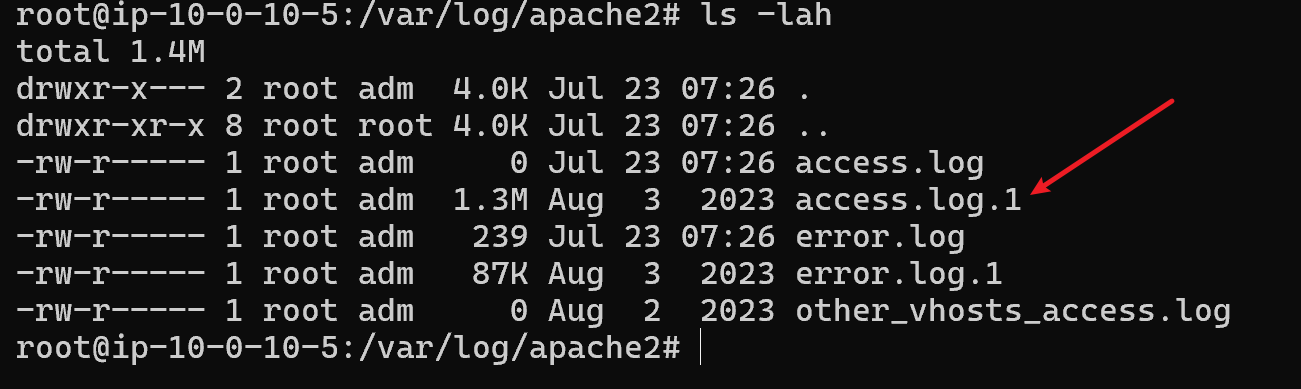 root@ip-10-0-10-5:/var/log/apache2# ls -lah
total 1.4M
drwxr-x--- 2 root adm  4.0K Jul 23 07:26 .
drwxr-xr-x 8 root root 4.0K Jul 23 07:26 ..
-rw-r----- 1 root adm     0 Jul 23 07:26 access.log
-rw-r----- 1 root adm  1.3M Aug  3  2023 access.log.1
-rw-r----- 1 root adm   239 Jul 23 07:26 error.log
-rw-r----- 1 root adm   87K Aug  3  2023 error.log.1
-rw-r----- 1 root adm     0 Aug  2  2023 other_vhosts_access.log
root@ip-10-0-10-5:/var/log/apache2#